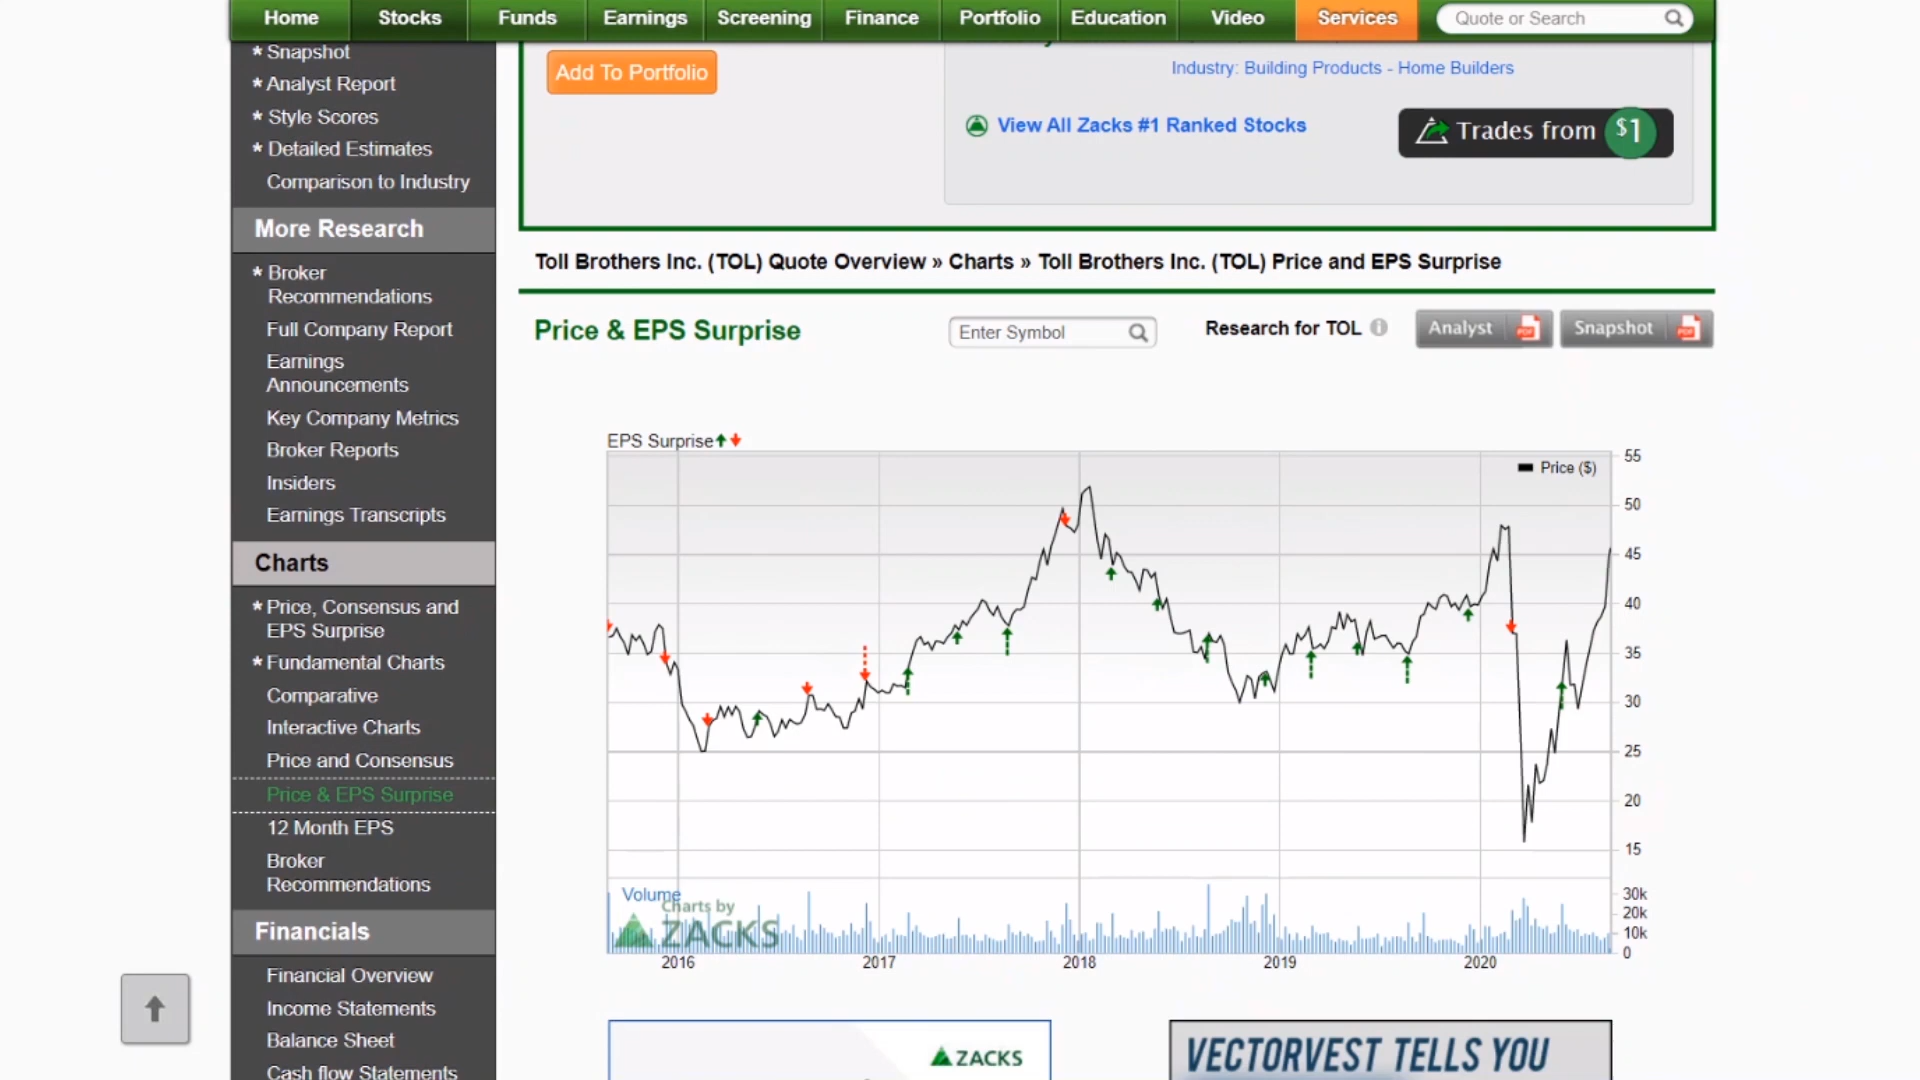 Home Stocks Funds Earnings Screening Finance Portfolio Education Video Services Quote or Search
* Snapshot
* Analyst Report
* Style Scores
* Detailed Estimates
Comparison to Industry
More Research
* Broker
Recommendations
Full Company Report
Earnings
Announcements
Key Company Metrics
Broker Reports
Insiders
Earnings Transcripts
Charts
* Price, Consensus and
EPS Surprise
* Fundamental Charts
Comparative
Interactive Charts
Price and Consensus
Price & EPS Surprise
12 Month EPS
Broker
Recommendations
Financials
Financial Overview
Income Statements
Balance Sheet
Cash flow Statements
Add To Portfolio
Industry: Building Products - Home Builders
View All Zacks #1 Ranked Stocks
Trades from $1
Toll Brothers Inc. (TOL) Quote Overview » Charts » Toll Brothers Inc. (TOL) Price and EPS Surprise
Price & EPS Surprise
Enter Symbol
Research for TOL
Analyst
Snapshot
EPS Surprise
Price ($)
55
50
45
40
35
30
25
20
15
Volume
Charts by
ZACKS
30k
20k
10k
0
2016 2017 2018 2019 2020
ZACKS
VECTORVEST TELLS YOU